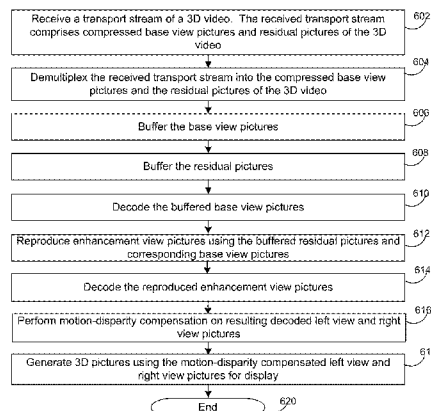 Receive a transport stream of a 3D video. The received transport stream
comprises compressed base view pictures and residual pictures of the 3D
video
602
Demultiplex the received transport stream into the compressed base view
pictures and the residual pictures of the 3D video
604
Buffer the base view pictures
606
Buffer the residual pictures
608
Decode the buffered base view pictures
610
Reproduce enhancement view pictures using the buffered residual pictures and
corresponding base view pictures
612
Decode the reproduced enhancement view pictures
614
Perform motion-disparity compensation on resulting decoded left view and right
view pictures
616
Generate 3D pictures using the motion-disparity compensated left view and
right view pictures for display
61
End
620